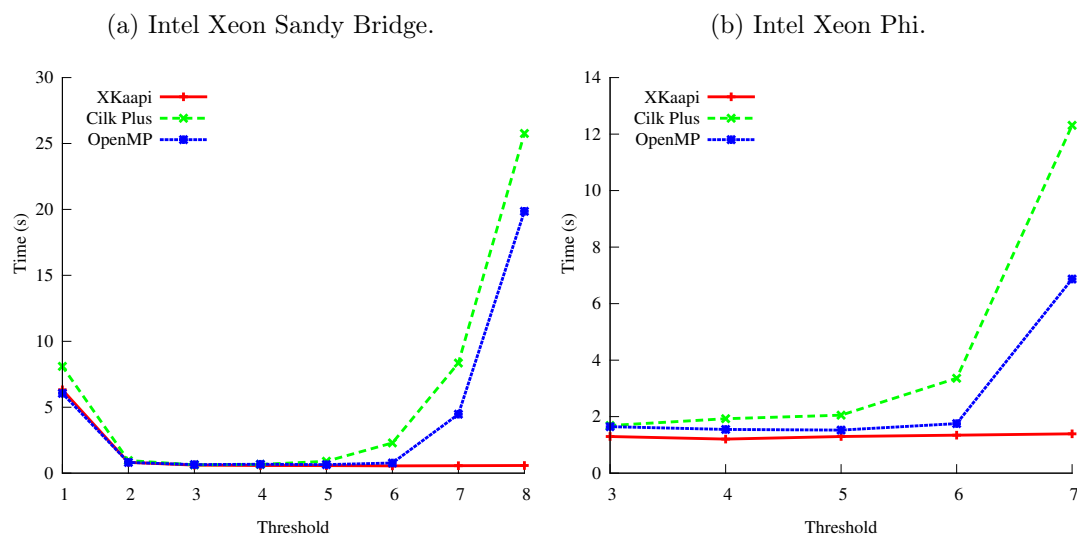 (a) Intel Xeon Sandy Bridge.
30
25
20
15
10
5
0
Time (s)
XKaapi
Cilk Plus
OpenMP
1 2 3 4 5 6 7 8
Threshold
(b) Intel Xeon Phi.
14
12
10
8
6
4
2
0
Time (s)
XKaapi
Cilk Plus
OpenMP
3 4 5 6 7
Threshold